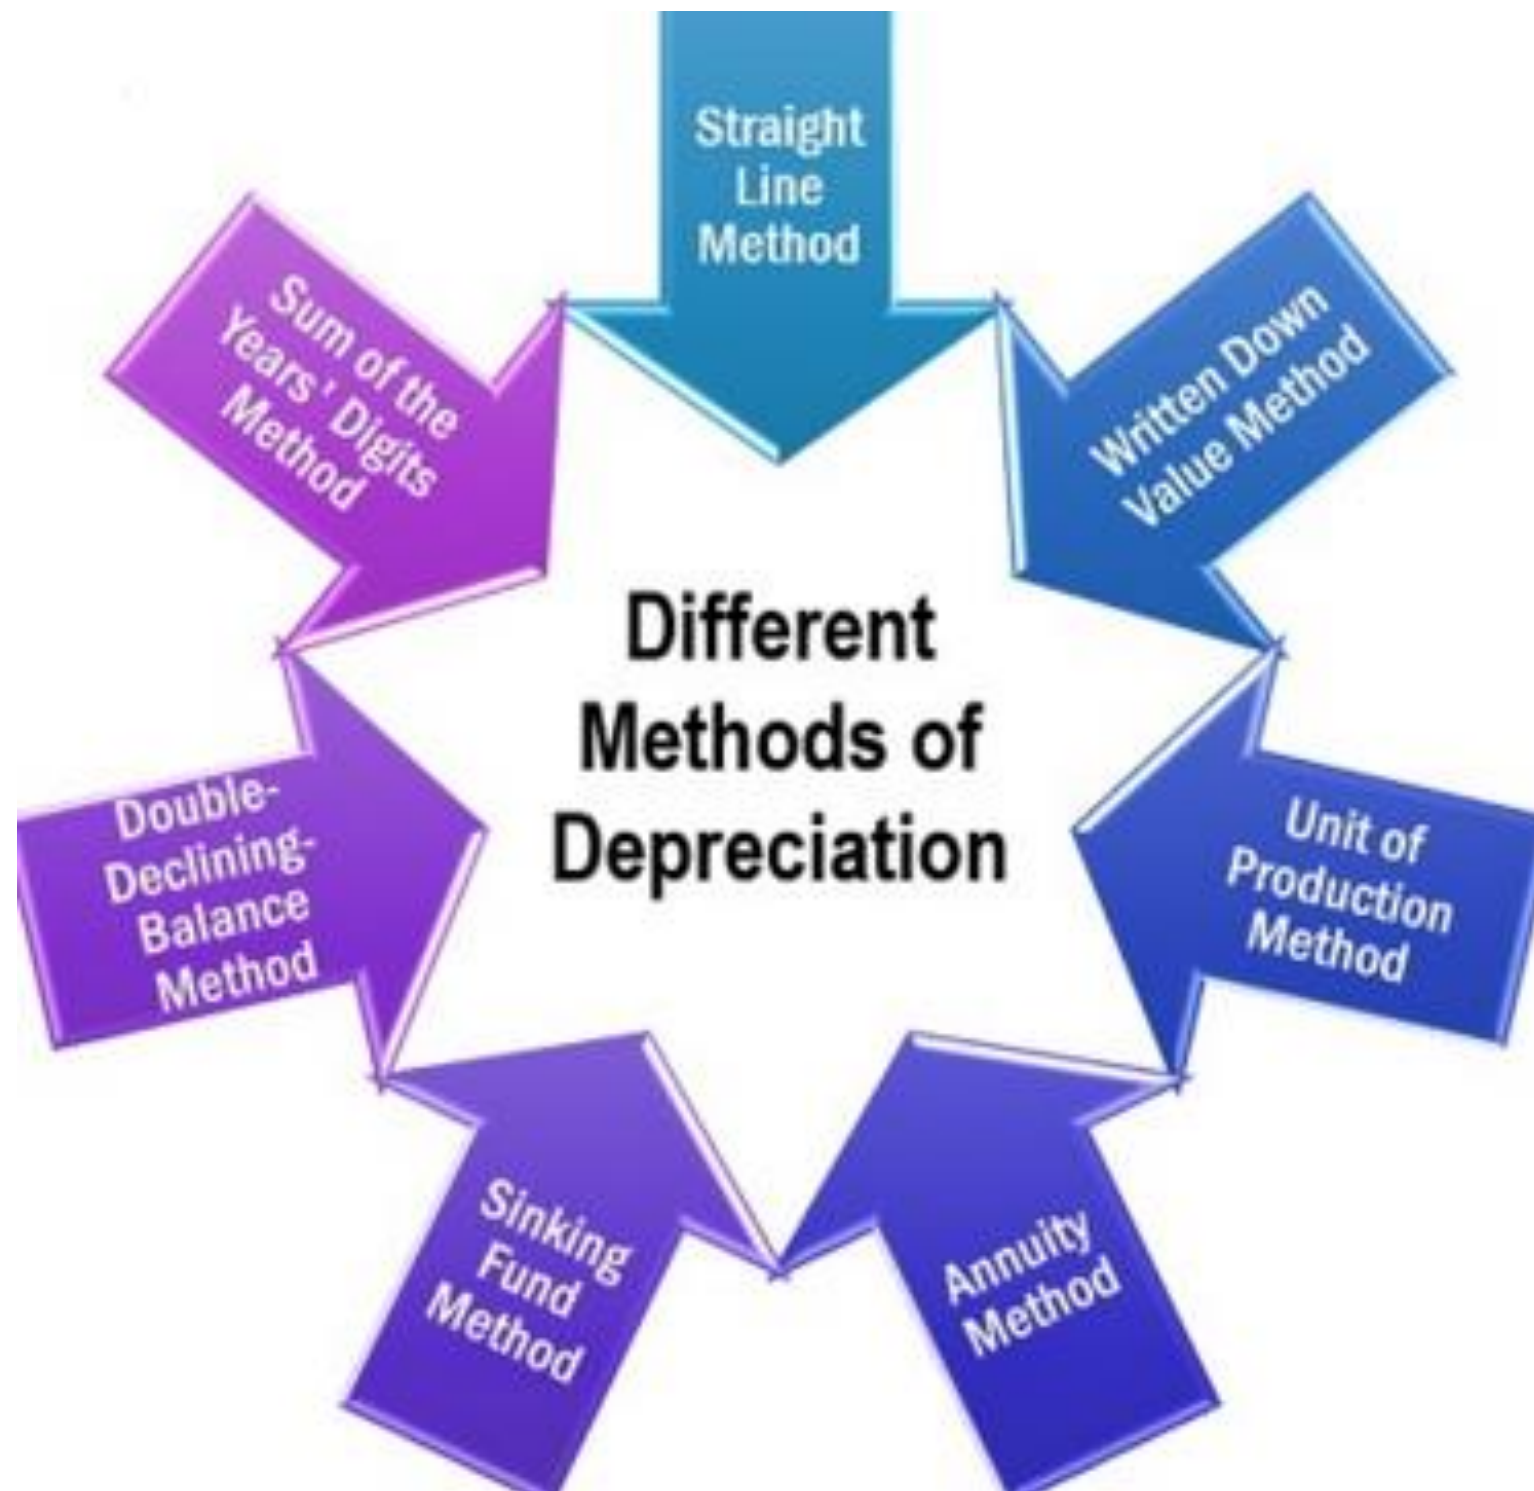 Straight
Line
Method
Written Down
Value Method
Unit of
Production
Method
Annuity
Method
Sinking
Fund
Method
Double-
Declining-
Balance
Method
Sum of the
Years' Digits
Method
Different
Methods of
Depreciation